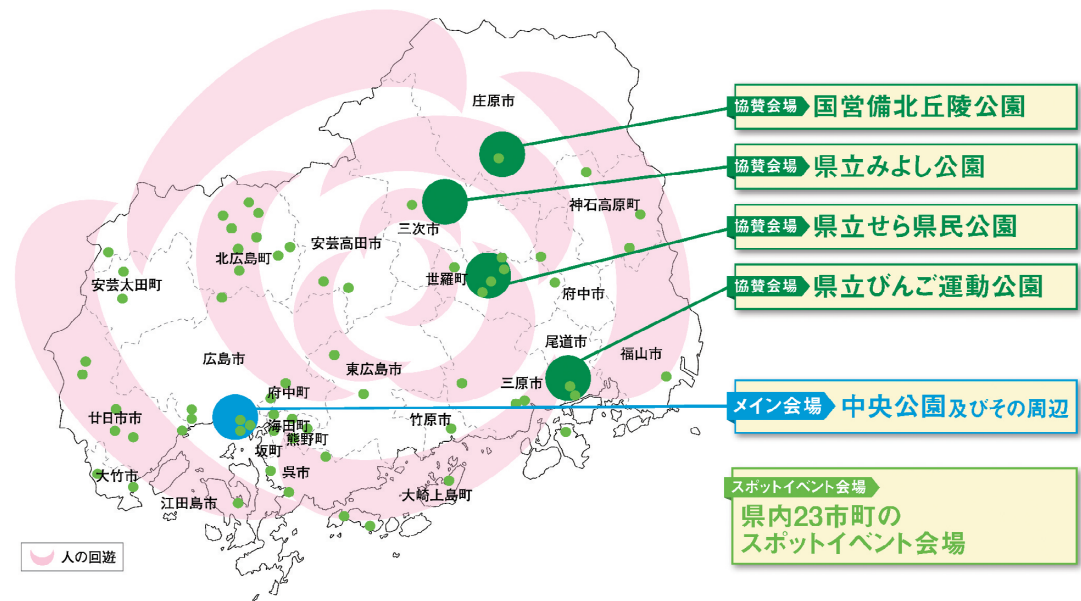 庄原市
協賛会場 国営備北丘陵公園
協賛会場 県立みよし公園
神石高原町
三次市
安芸高田市
協賛会場 県立せら県民公園
北広島町
世羅町
安芸太田町
府中市
協賛会場 県立びんご運動公園
尾道市
福山市
広島市
東広島市
三原市
府中町
メイン会場 中央公園及びその周辺
廿日市市
海田町
竹原市
熊野町
坂町
呉市
大竹市
江田島市
大崎上島町
スポットイベント会場
県内23市町の
スポットイベント会場
人の回遊